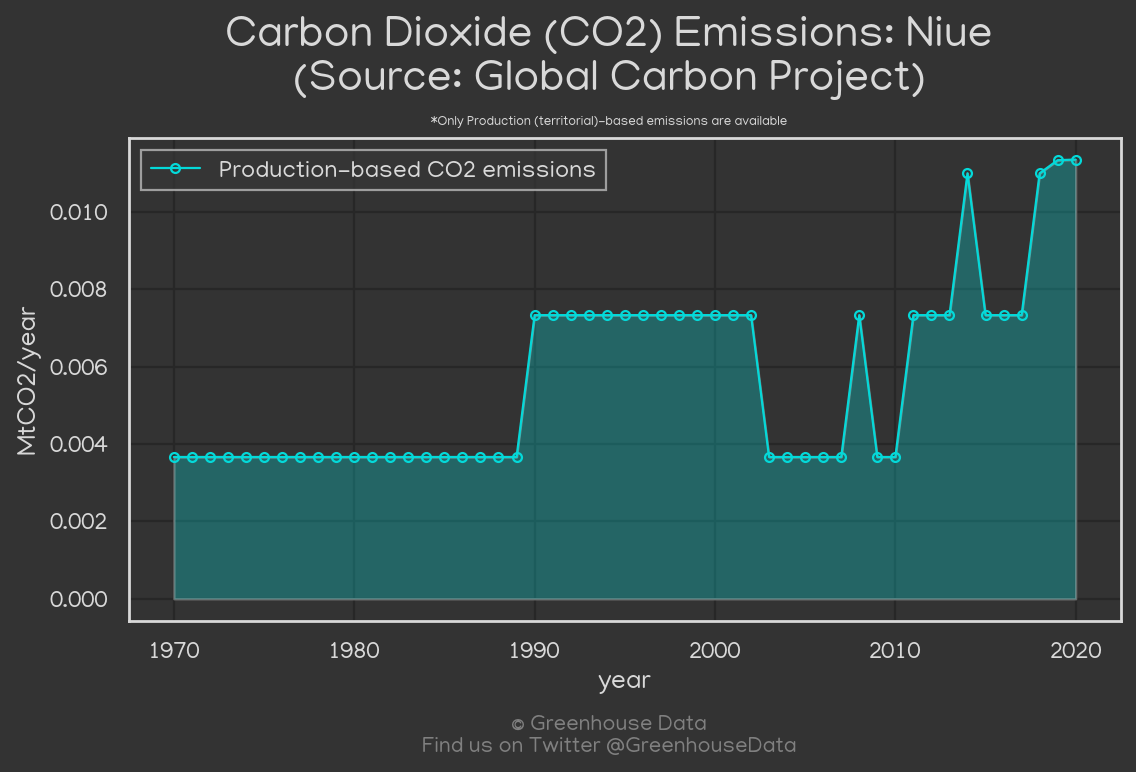 Carbon Dioxide (CO2) Emissions: Niue
(Source: Global Carbon Project)
*Only Production (territorial)-based emissions are available
Production-based CO2 emissions
MtCO2/year
0.010
0.008
0.006
0.004
0.002
0.000
1970 1980 1990 2000 2010 2020
year
© Greenhouse Data
Find us on Twitter @GreenhouseData